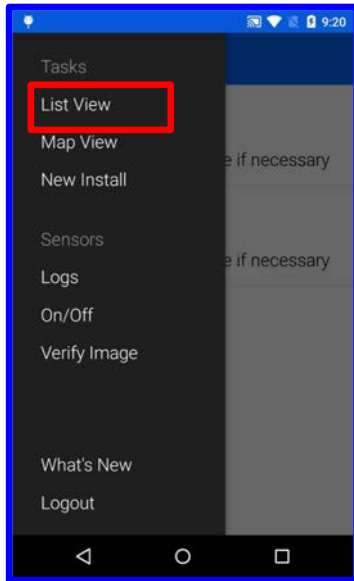 9:20
Tasks
List View
Map View
e if necessary
New Install
Sensors
e if necessary
Logs
On/Off
Verify Image
What's New
Logout